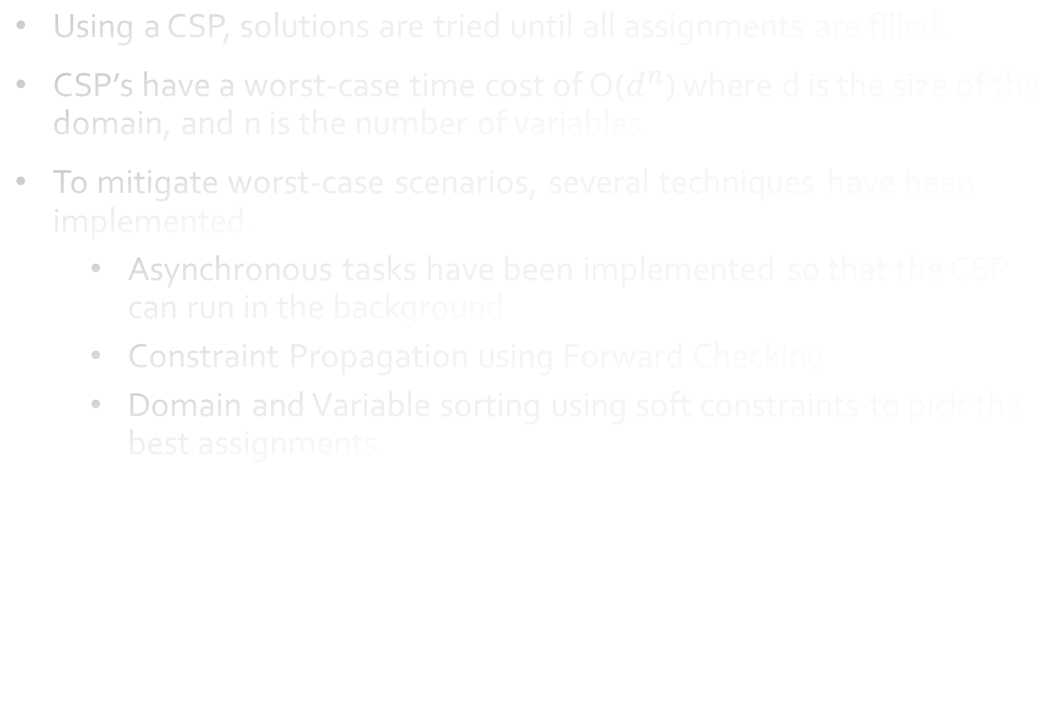 • Using a CSP, solutions are tried until all assignments are filled
• CSP’s have a worst-case time cost of O(dⁿ) where d is the size of the
domain, and n is the number of variables.
• To mitigate worst-case scenarios, several techniques have been
implemented.
• Asynchronous tasks have been implemented so that the CSP
can run in the background
• Constraint Propagation using Forward Checking
• Domain and Variable sorting using soft constraints to pick the
best assignments